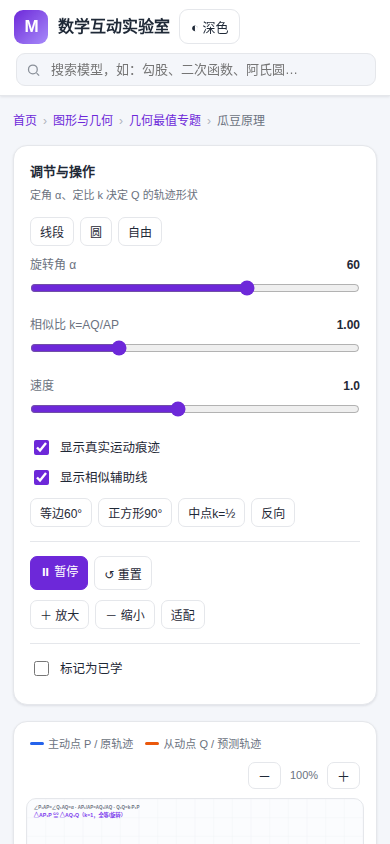 M 数学互动实验室 深色
搜索模型，如：勾股、二次函数、阿氏圆…
首页 › 图形与几何 › 几何最值专题 › 瓜豆原理
调节与操作
定角 α、定比 k 决定 Q 的轨迹形状
线段 圆 自由
旋转角 α 60
相似比 k=AQ/AP 1.00
速度 1.0
显示真实运动痕迹
显示相似辅助线
等边60° 正方形90° 中点k=½ 反向
⏸ 暂停 ↺ 重置
＋ 放大 － 缩小 适配
标记为已学
主动点 P / 原轨迹 从动点 Q / 预测轨迹
－ 100% ＋